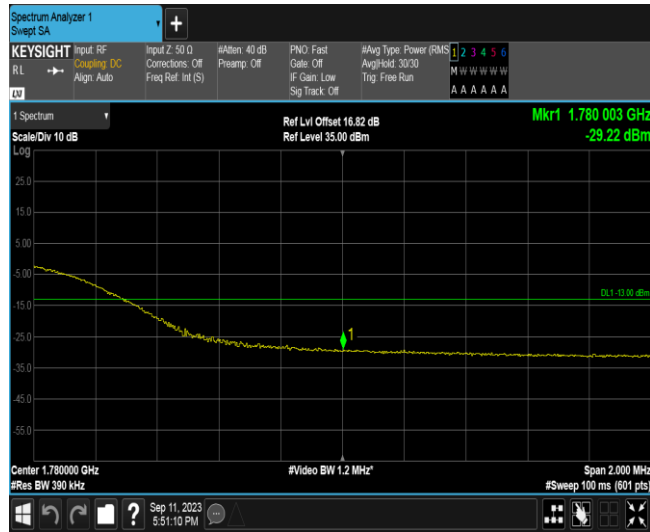 Spectrum Analyzer 1
Swept SA
KEYSIGHT
RL
LXI
Input: RF
Coupling: DC
Align: Auto
Input Z: 50 Ω
Corrections: Off
Freq Ref: Int (S)
#Atten: 40 dB
Preamp: Off
PNO: Fast
Gate: Off
IF Gain: Low
Sig Track: Off
#Avg Type: Power (RMS
Avg|Hold: 30/30
Trig: Free Run
1 2 3 4 5 6
M W W W W W
A A A A A A
1 Spectrum
Scale/Div 10 dB
Log
Ref Lvl Offset 16.82 dB
Ref Level 35.00 dBm
Mkr1 1.780 003 GHz
-29.22 dBm
25.0
15.0
5.00
-5.00
DL1 -13.00 dBm
-15.0
-25.0
1
-35.0
-45.0
-55.0
Center 1.780000 GHz
#Res BW 390 kHz
#Video BW 1.2 MHz*
Span 2.000 MHz
#Sweep 100 ms (601 pts)
?
Sep 11, 2023
5:51:10 PM